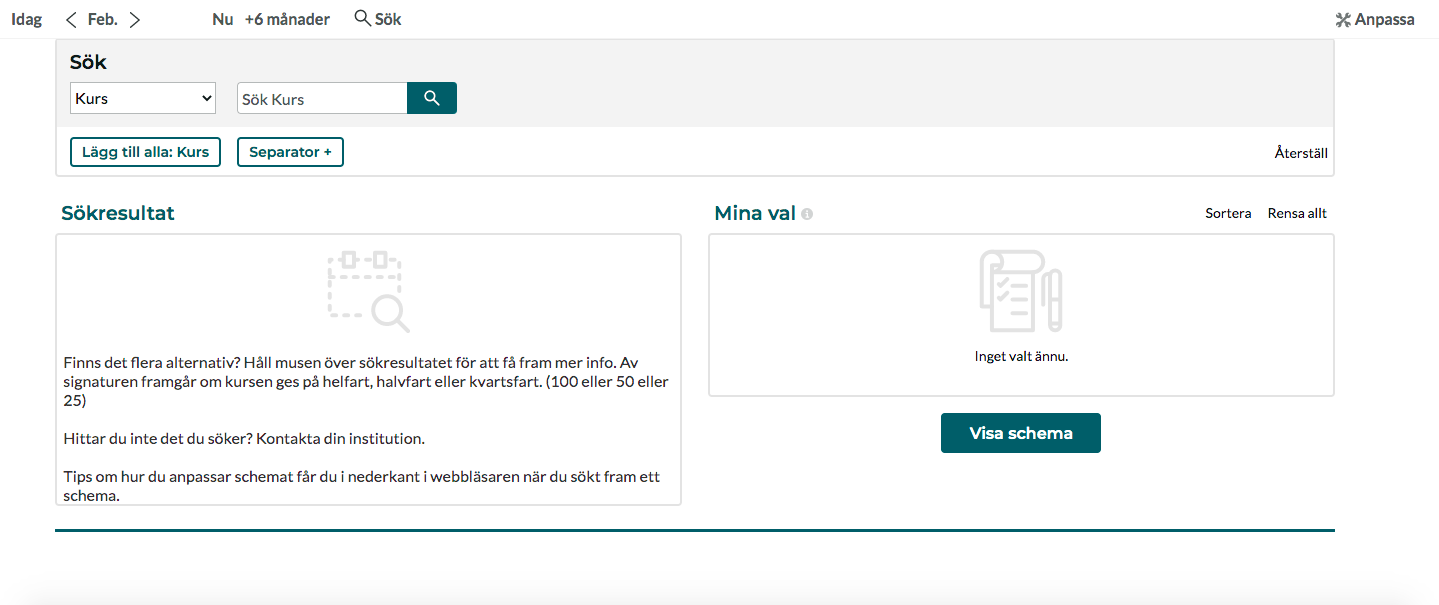 Idag Feb. Nu +6 månader Sök Anpassa
Sök
Kurs Sök Kurs
Lägg till alla: Kurs Separator + Återställ
Sökresultat
Finns det flera alternativ? Håll musen över sökresultatet för att få fram mer info. Av
signaturen framgår om kursen ges på helfart, halvfart eller kvartsfart. (100 eller 50 eller
25)
Hittar du inte det du söker? Kontakta din institution.
Tips om hur du anpassar schemat får du i nederkant i webbläsaren när du sökt fram ett
schema.
Mina val Sortera Rensa allt
Inget valt ännu.
Visa schema